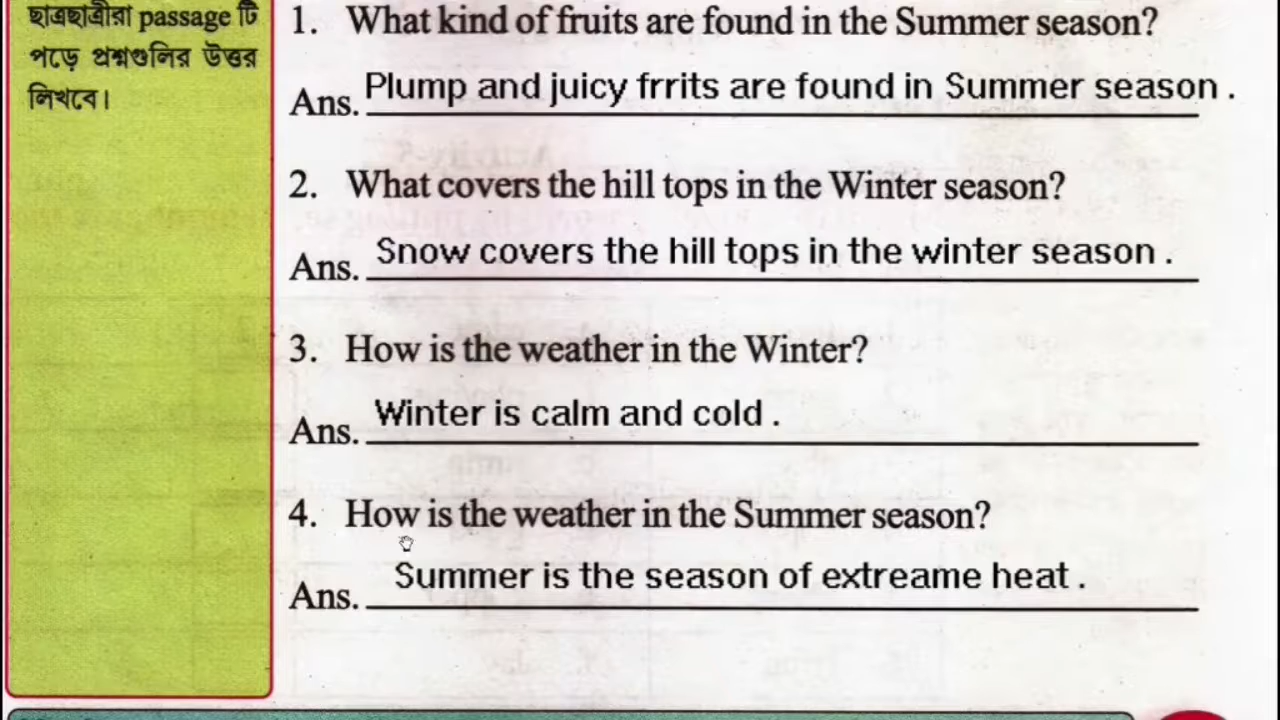 ছাত্রছাত্রীরা passage টি
পড়ে প্রশ্নগুলির উত্তর
লিখবে।
1. What kind of fruits are found in the Summer season?
Ans. Plump and juicy frrits are found in Summer season .
2. What covers the hill tops in the Winter season?
Ans. Snow covers the hill tops in the winter season .
3. How is the weather in the Winter?
Ans. Winter is calm and cold .
4. How is the weather in the Summer season?
Ans. Summer is the season of extreame heat .